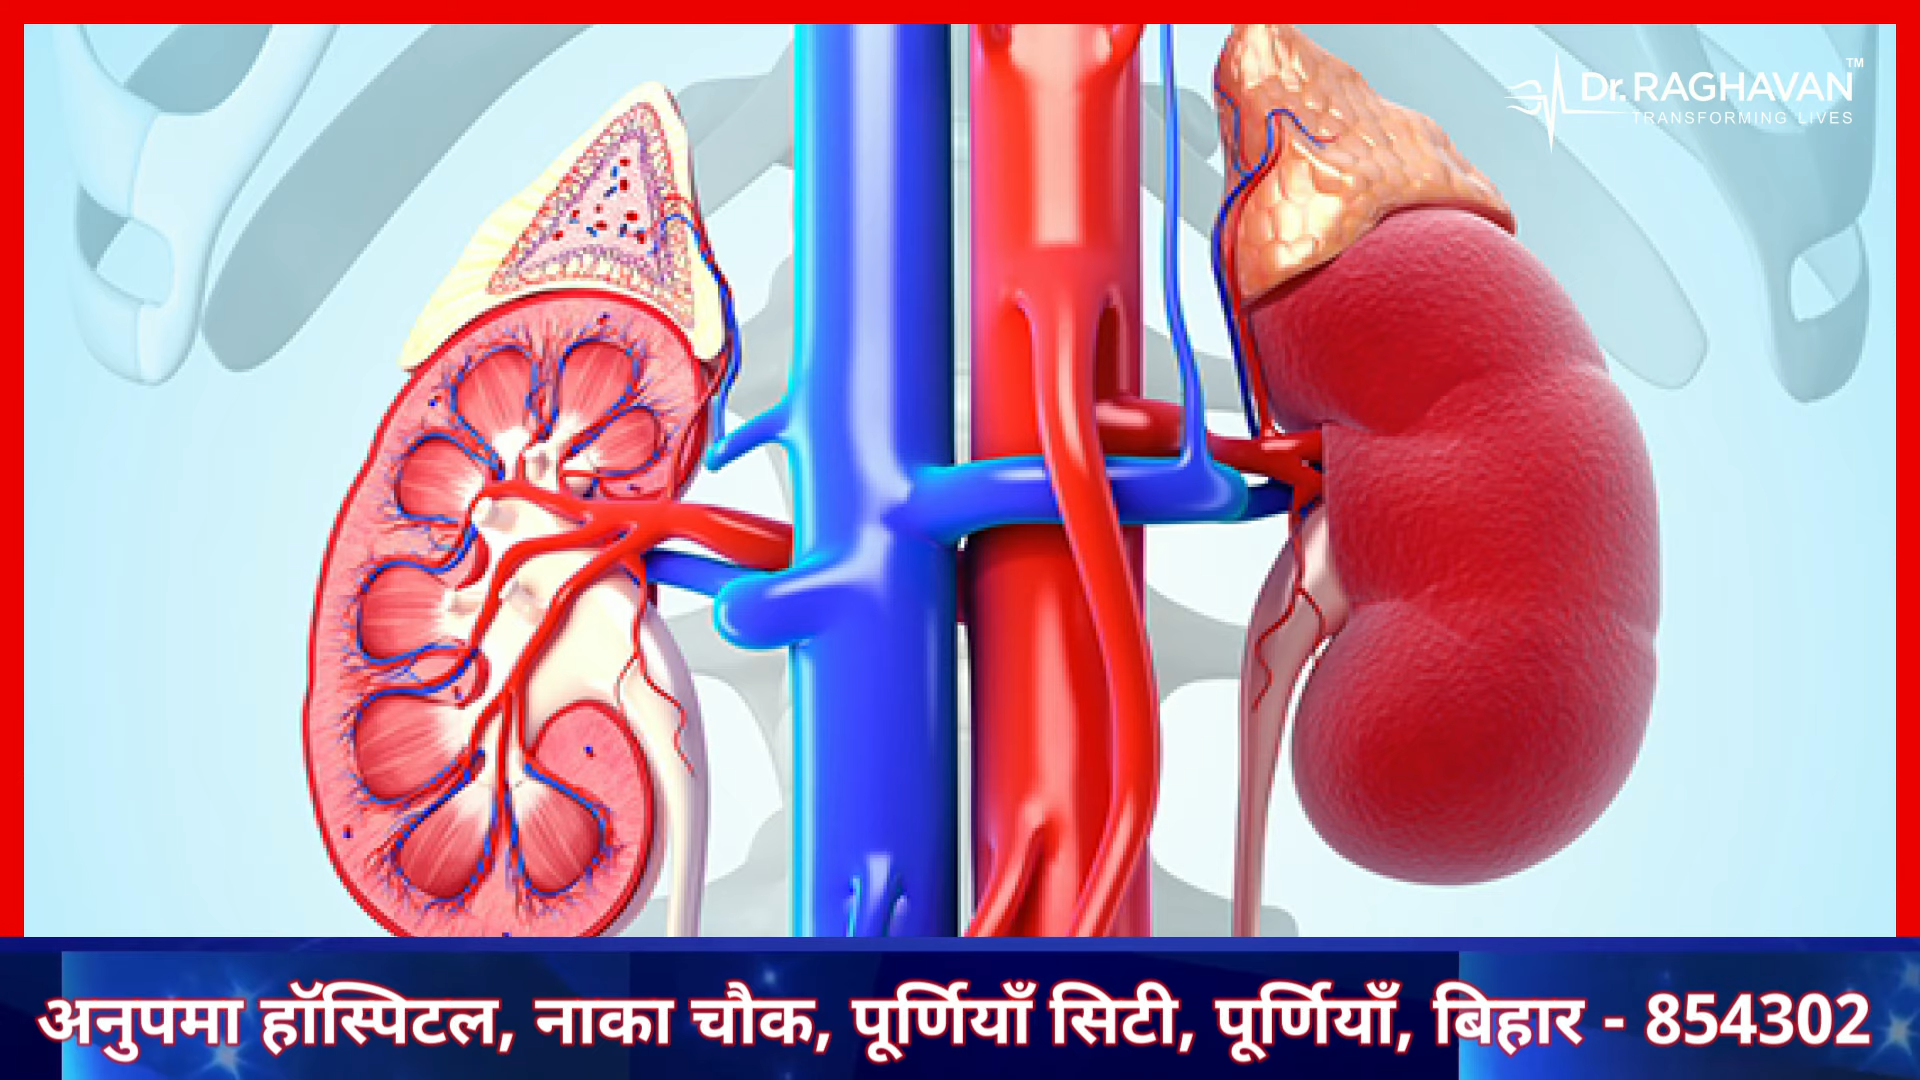 Dr.RAGHAVAN™
TRANSFORMING LIVES
अनुपमा हॉस्पिटल, नाका चौक, पूर्णियाँ सिटी, पूर्णियाँ, बिहार - 854302